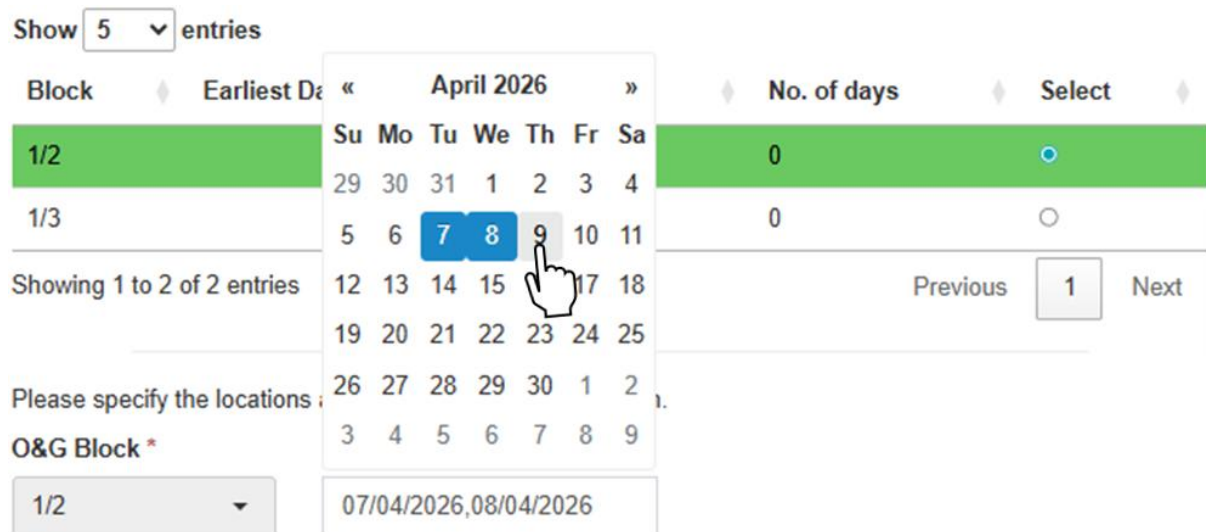 Show 5 entries
Block Earliest Da No. of days Select
« April 2026 »
Su Mo Tu We Th Fr Sa
1/2 0
29 30 31 1 2 3 4
1/3 0
5 6 7 8 9 10 11
Showing 1 to 2 of 2 entries Previous 1 Next
12 13 14 15 17 18
19 20 21 22 23 24 25
26 27 28 29 30 1 2
Please specify the locations
3 4 5 6 7 8 9
O&G Block *
1/2 07/04/2026,08/04/2026